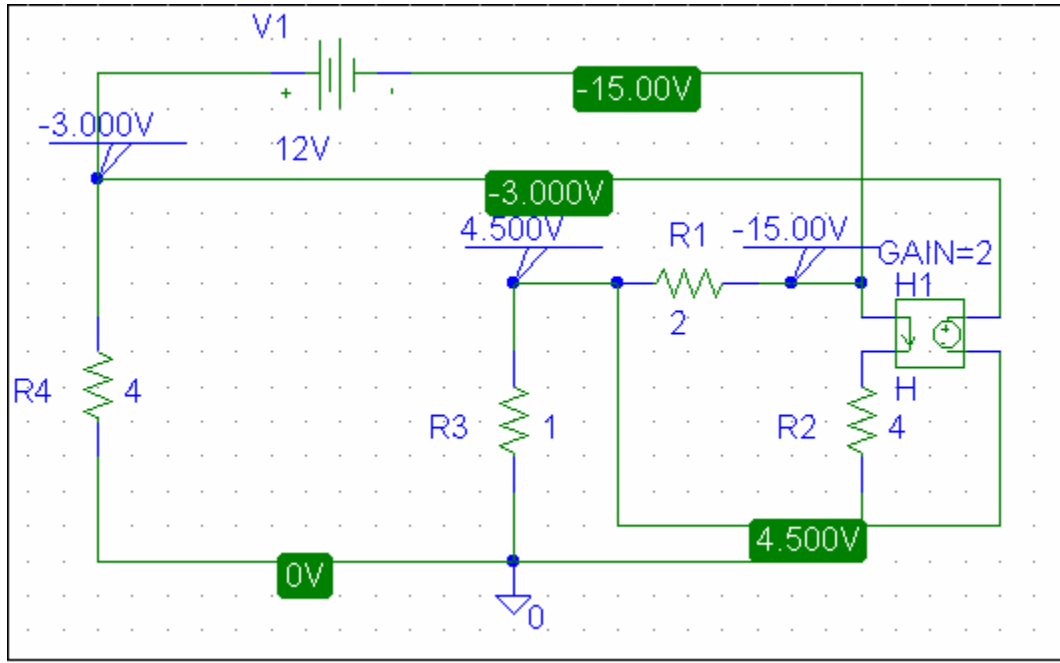 V1
-15.00V
+
-3.000V
12V
-3.000V
4.500V
R1
-15.00V
GAIN=2
H1
2
+
R4
4
H
R3
1
R2
4
4.500V
0V
0